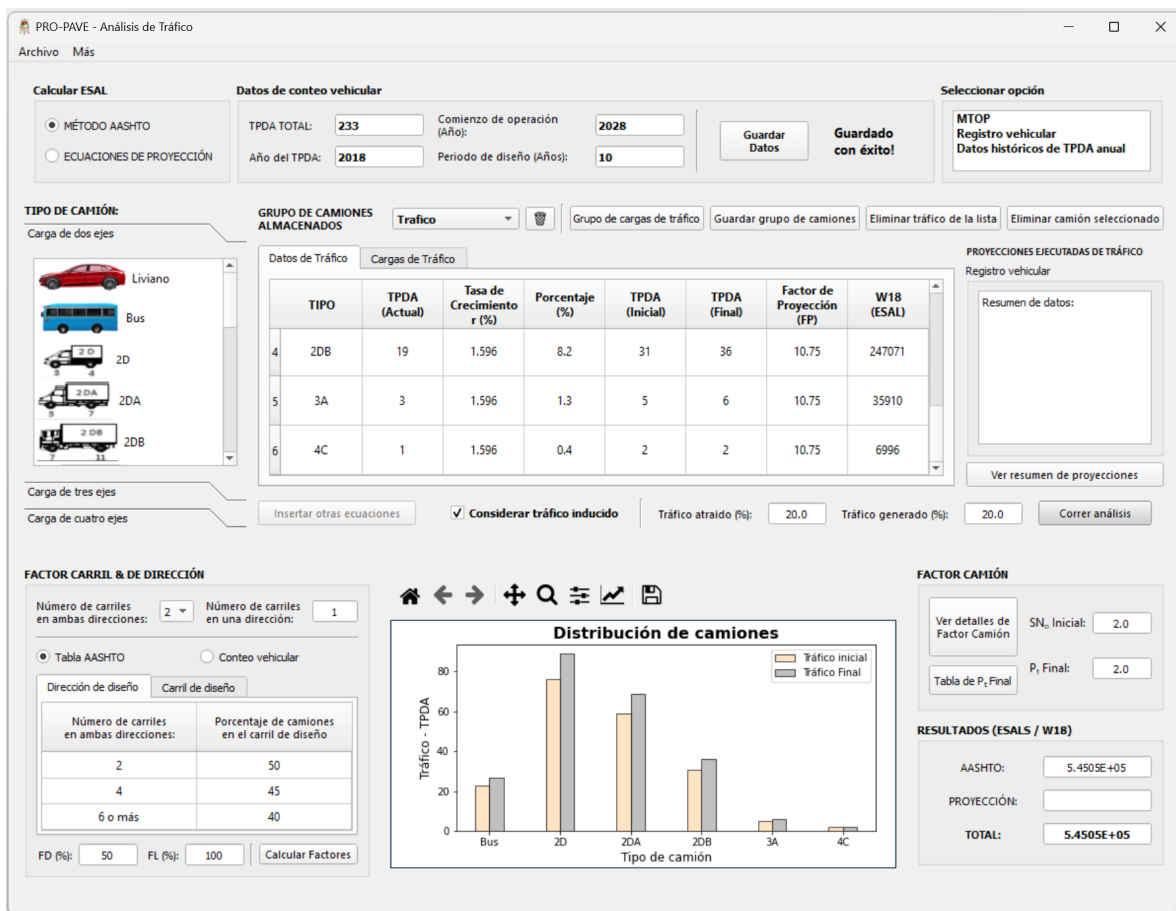 PRO-PAVE - Análisis de Tráfico
Archivo Más
Calcular ESAL
MÉTODO AASHTO
ECUACIONES DE PROYECCIÓN
Datos de conteo vehicular
TPDA TOTAL: 233
Comienzo de operación
(Año): 2028
Año del TPDA: 2018
Periodo de diseño (Años): 10
Guardar
Datos
Guardado
con éxito!
Seleccionar opción
MTOP
Registro vehicular
Datos históricos de TPDA anual
TIPO DE CAMIÓN:
Carga de dos ejes
Liviano
Bus
2 D
3 4
2D
2DA
3 7
2DA
2 DB
7 11
2DB
Carga de tres ejes
Carga de cuatro ejes
GRUPO DE CAMIONES
ALMACENADOS
Trafico
Grupo de cargas de tráfico
Guardar grupo de camiones
Eliminar tráfico de la lista
Eliminar camión seleccionado
Datos de Tráfico Cargas de Tráfico
TIPO
TPDA
(Actual)
Tasa de
Crecimiento
r (%)
Porcentaje
(%)
TPDA
(Inicial)
TPDA
(Final)
Factor de
Proyección
(FP)
W18
(ESAL)
4 2DB 19 1.596 8.2 31 36 10.75 247071
5 3A 3 1.596 1.3 5 6 10.75 35910
6 4C 1 1.596 0.4 2 2 10.75 6996
PROYECCIONES EJECUTADAS DE TRÁFICO
Registro vehicular
Resumen de datos:
Ver resumen de proyecciones
Insertar otras ecuaciones
Considerar tráfico inducido
Tráfico atraido (%): 20.0
Tráfico generado (%): 20.0
Correr análisis
FACTOR CARRIL & DE DIRECCIÓN
Número de carriles
en ambas direcciones: 2
Número de carriles
en una dirección: 1
Tabla AASHTO
Conteo vehicular
Dirección de diseño Carril de diseño
Número de carriles
en ambas direcciones:
Porcentaje de camiones
en el carril de diseño
2 50
4 45
6 o más 40
FD (%): 50 FL (%): 100 Calcular Factores
Distribución de camiones
Tráfico inicial
Tráfico Final
Tráfico - TPDA
80
60
40
20
0
Bus 2D 2DA 2DB 3A 4C
Tipo de camión
FACTOR CAMIÓN
Ver detalles de
Factor Camión
SN₀ Inicial: 2.0
Tabla de Pₜ Final
Pₜ Final: 2.0
RESULTADOS (ESALS / W18)
AASHTO: 5.4505E+05
PROYECCIÓN:
TOTAL: 5.4505E+05